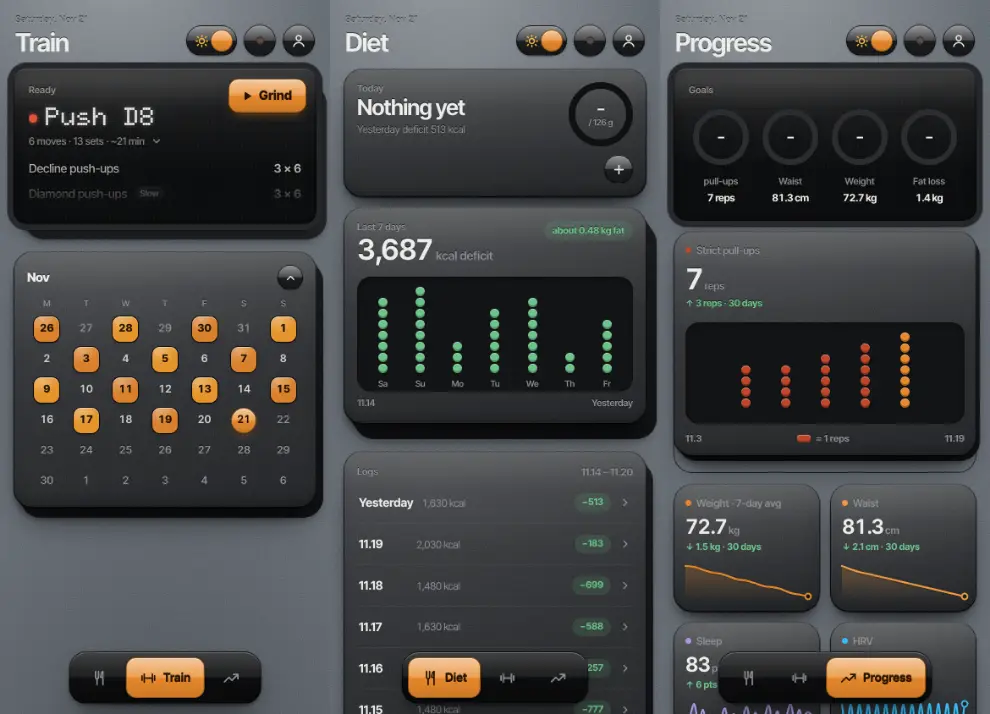 Saturday, Nov 21
Train
Ready
Push D8
Grind
6 moves · 13 sets · ~21 min
Decline push-ups 3 × 6
Diamond push-ups Slow 3 × 6
Nov
M T W T F S S
26 27 28 29 30 31 1
2 3 4 5 6 7 8
9 10 11 12 13 14 15
16 17 18 19 20 21 22
23 24 25 26 27 28 29
30 1 2 3 4 5 6
Train
Saturday, Nov 21
Diet
Today
Nothing yet
Yesterday deficit 513 kcal
-
/ 126 g
+
Last 7 days
about 0.48 kg fat
3,687 kcal deficit
Sa Su Mo Tu We Th Fr
11.14 Yesterday
Logs 11.14 – 11.20
Yesterday 1,630 kcal −513
11.19 2,030 kcal −183
11.18 1,480 kcal −699
11.17 1,630 kcal −588
11.16 257
11.15 1,480 kcal −777
Diet
Saturday, Nov 21
Progress
Goals
- - - -
pull-ups Waist Weight Fat loss
7 reps 81.3 cm 72.7 kg 1.4 kg
Strict pull-ups
7 reps
↑ 3 reps · 30 days
11.3 = 1 reps 11.19
Weight · 7-day avg
72.7 kg
↓ 1.5 kg · 30 days
Waist
81.3 cm
↓ 2.1 cm · 30 days
Sleep
83
↑ 6 pts
HRV
Progress